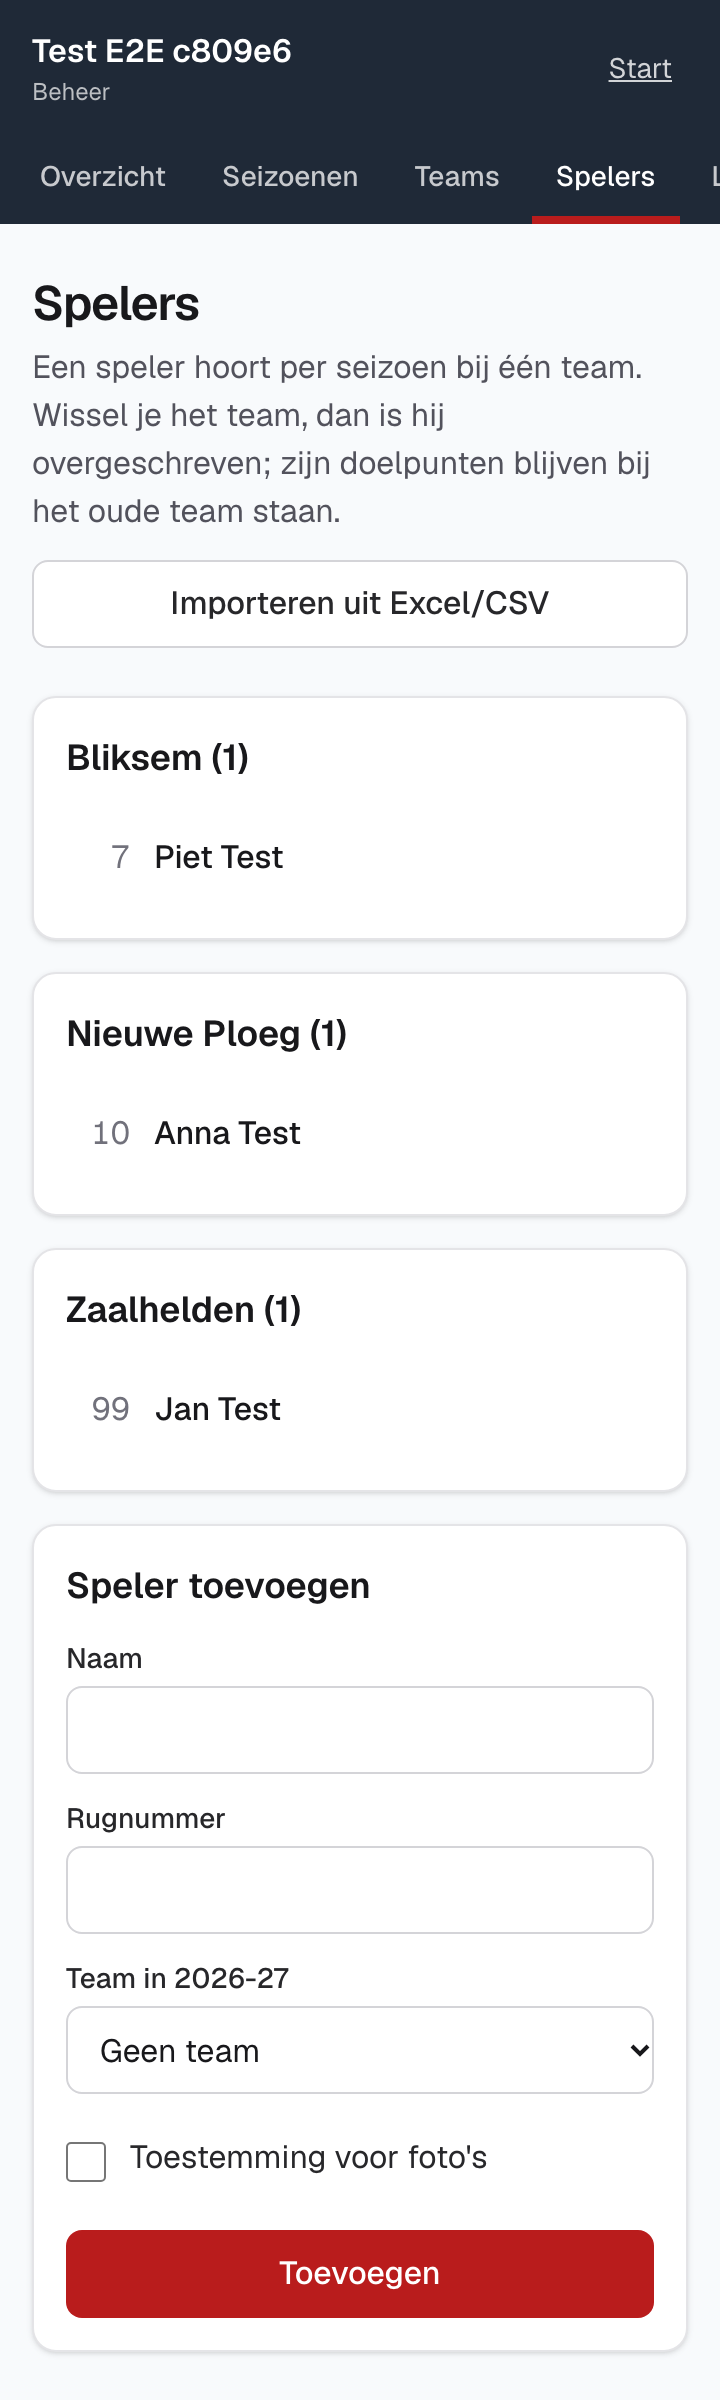 Test E2E c809e6
Beheer
Start
Overzicht Seizoenen Teams Spelers
Spelers
Een speler hoort per seizoen bij één team.
Wissel je het team, dan is hij
overgeschreven; zijn doelpunten blijven bij
het oude team staan.
Importeren uit Excel/CSV
Bliksem (1)
7 Piet Test
Nieuwe Ploeg (1)
10 Anna Test
Zaalhelden (1)
99 Jan Test
Speler toevoegen
Naam
Rugnummer
Team in 2026-27
Geen team
Toestemming voor foto's
Toevoegen